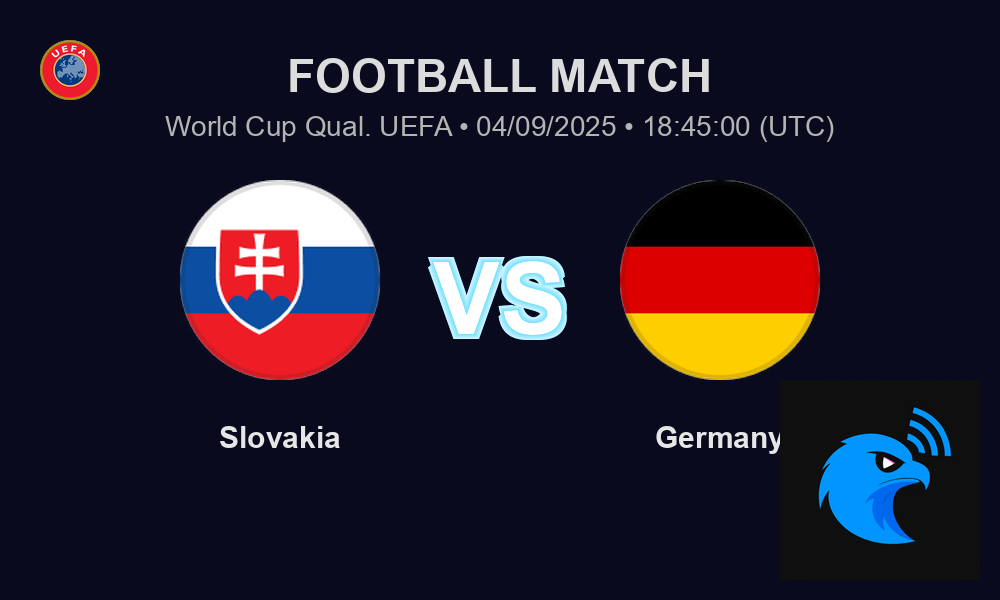 UEFA
FOOTBALL MATCH
World Cup Qual. UEFA • 04/09/2025 • 18:45:00 (UTC)
VS
Slovakia
Germany